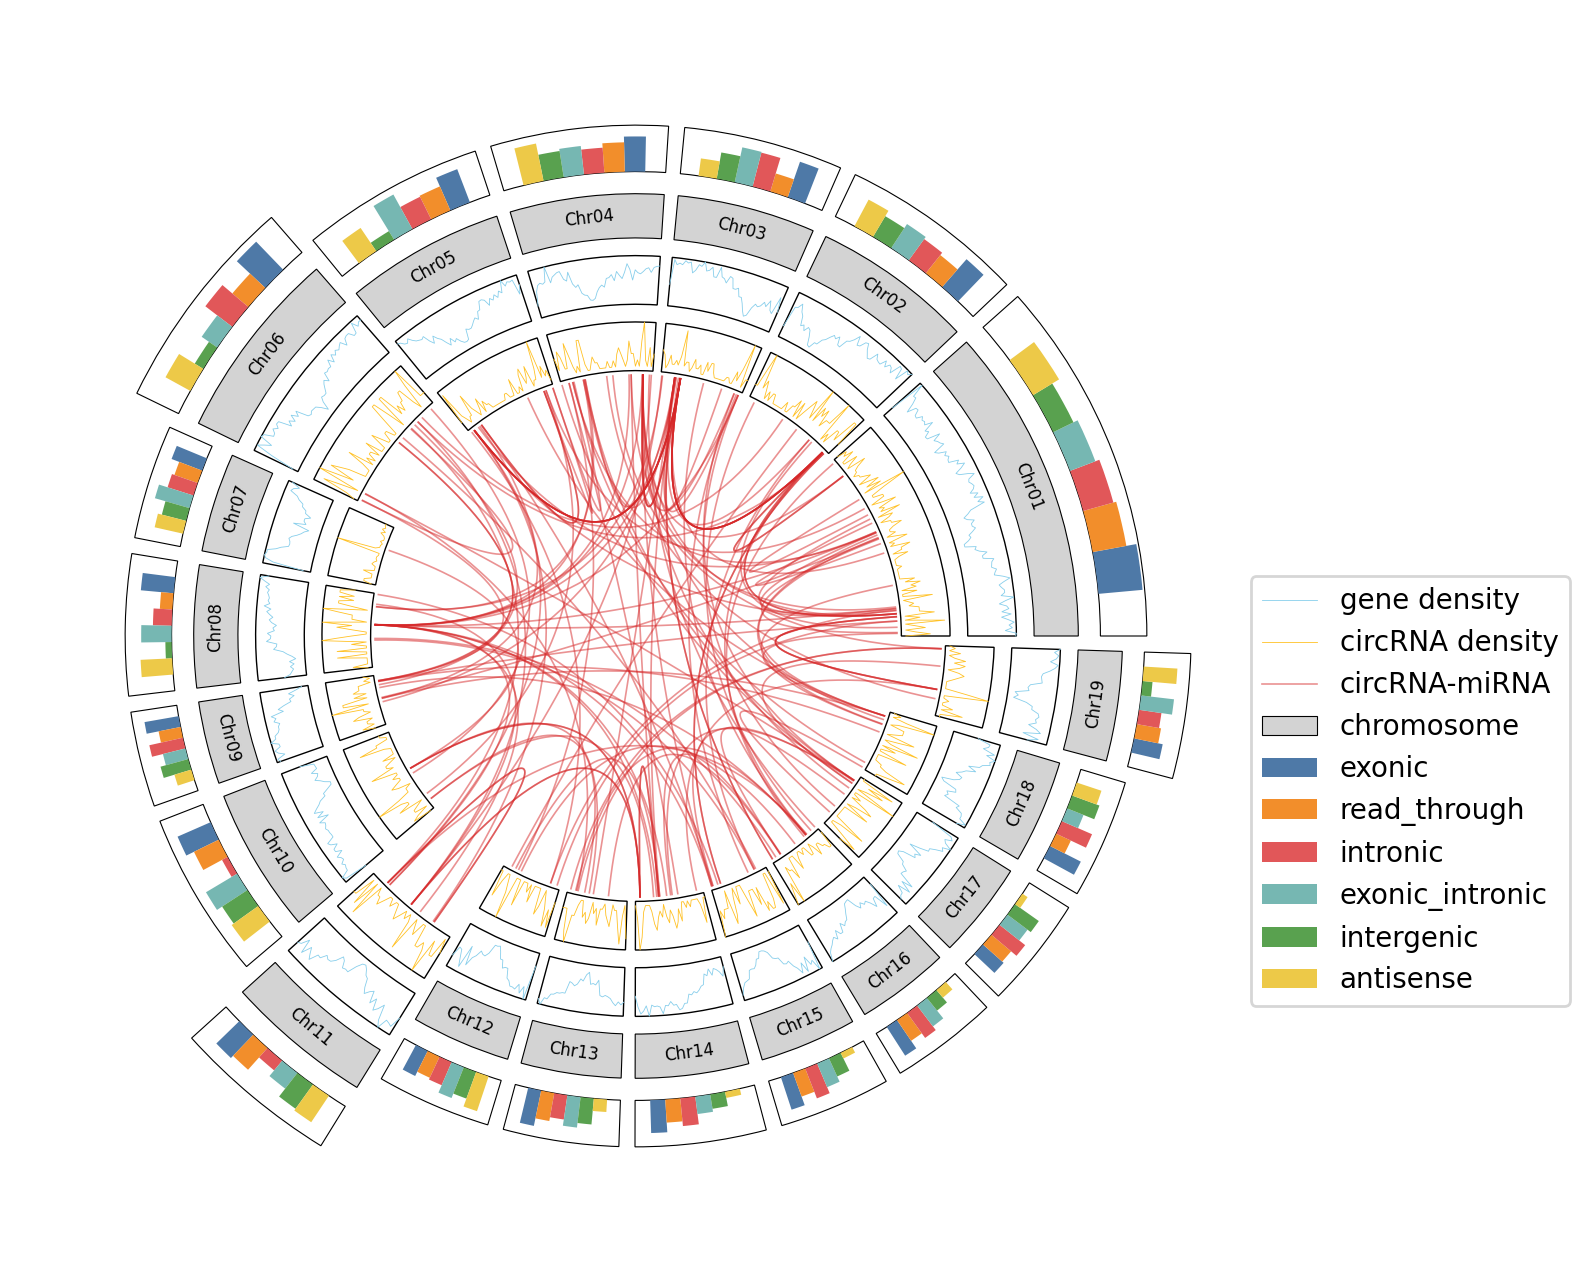 Chr01
Chr02
Chr03
Chr04
Chr05
Chr06
Chr07
Chr08
Chr09
Chr10
Chr11
Chr12
Chr13
Chr14
Chr15
Chr16
Chr17
Chr18
Chr19
gene density
circRNA density
circRNA-miRNA
chromosome
exonic
read_through
intronic
exonic_intronic
intergenic
antisense